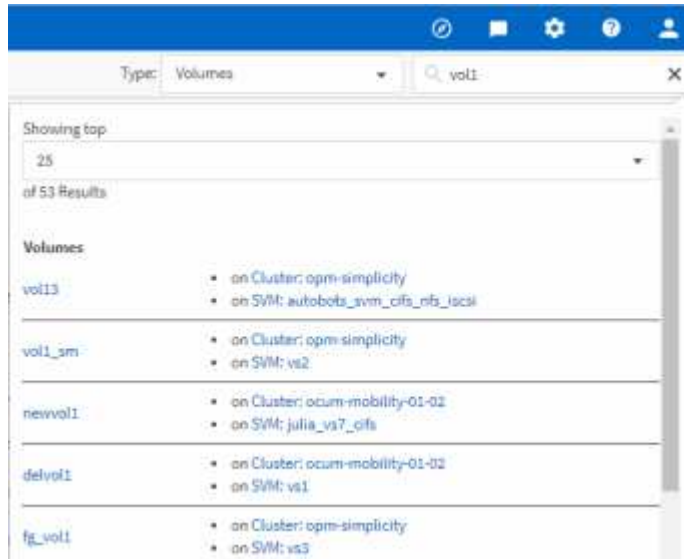 Type: Volumes vol1
Showing top
25
of 53 Results
Volumes
vol13
on Cluster: opm-simplicity
on SVM: autobots_svm_cifs_nfs_iscsi
vol1_sm
on Cluster: opm-simplicity
on SVM: vs2
newvol1
on Cluster: ocum-mobility-01-02
on SVM: julia_vs7_cifs
delvol1
on Cluster: ocum-mobility-01-02
on SVM: vs1
fg_vol1
on Cluster: opm-simplicity
on SVM: vs3